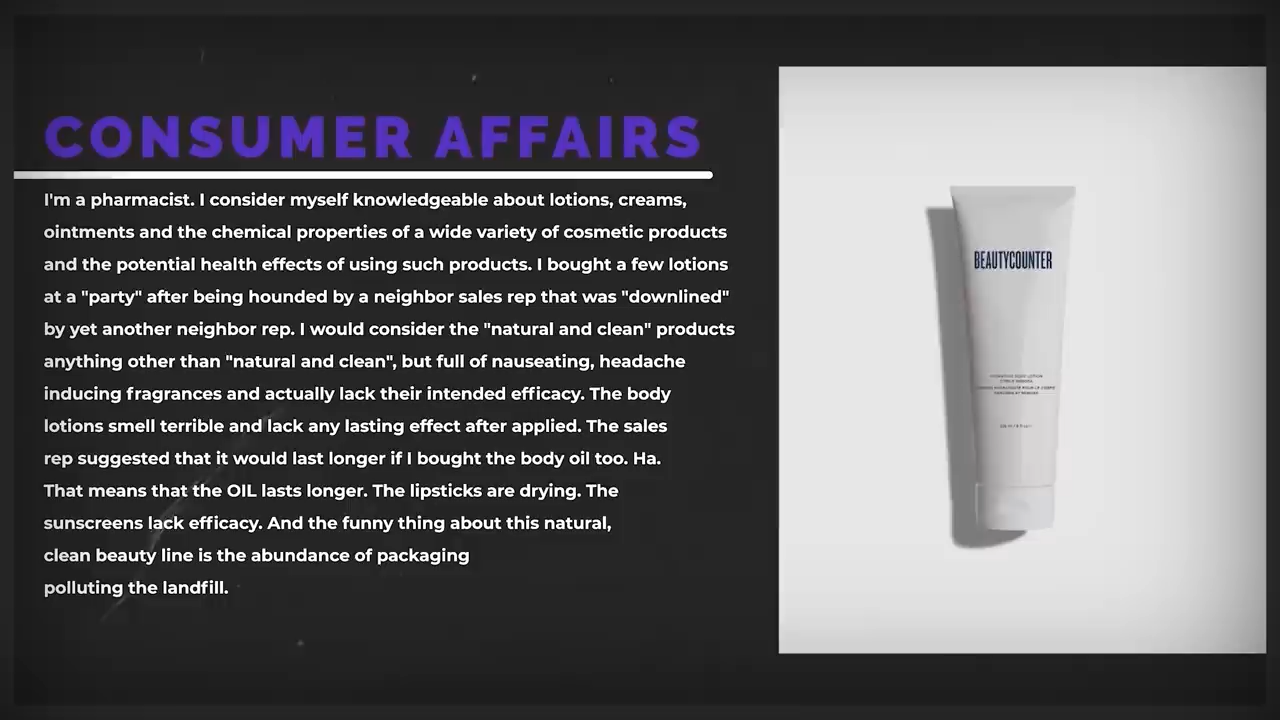 CONSUMER AFFAIRS
I'm a pharmacist. I consider myself knowledgeable about lotions, creams,
ointments and the chemical properties of a wide variety of cosmetic products
and the potential health effects of using such products. I bought a few lotions
at a "party" after being hounded by a neighbor sales rep that was "downlined"
by yet another neighbor rep. I would consider the "natural and clean" products
anything other than "natural and clean", but full of nauseating, headache
inducing fragrances and actually lack their intended efficacy. The body
lotions smell terrible and lack any lasting effect after applied. The sales
rep suggested that it would last longer if I bought the body oil too. Ha.
That means that the OIL lasts longer. The lipsticks are drying. The
sunscreens lack efficacy. And the funny thing about this natural,
clean beauty line is the abundance of packaging
polluting the landfill.
BEAUTYCOUNTER